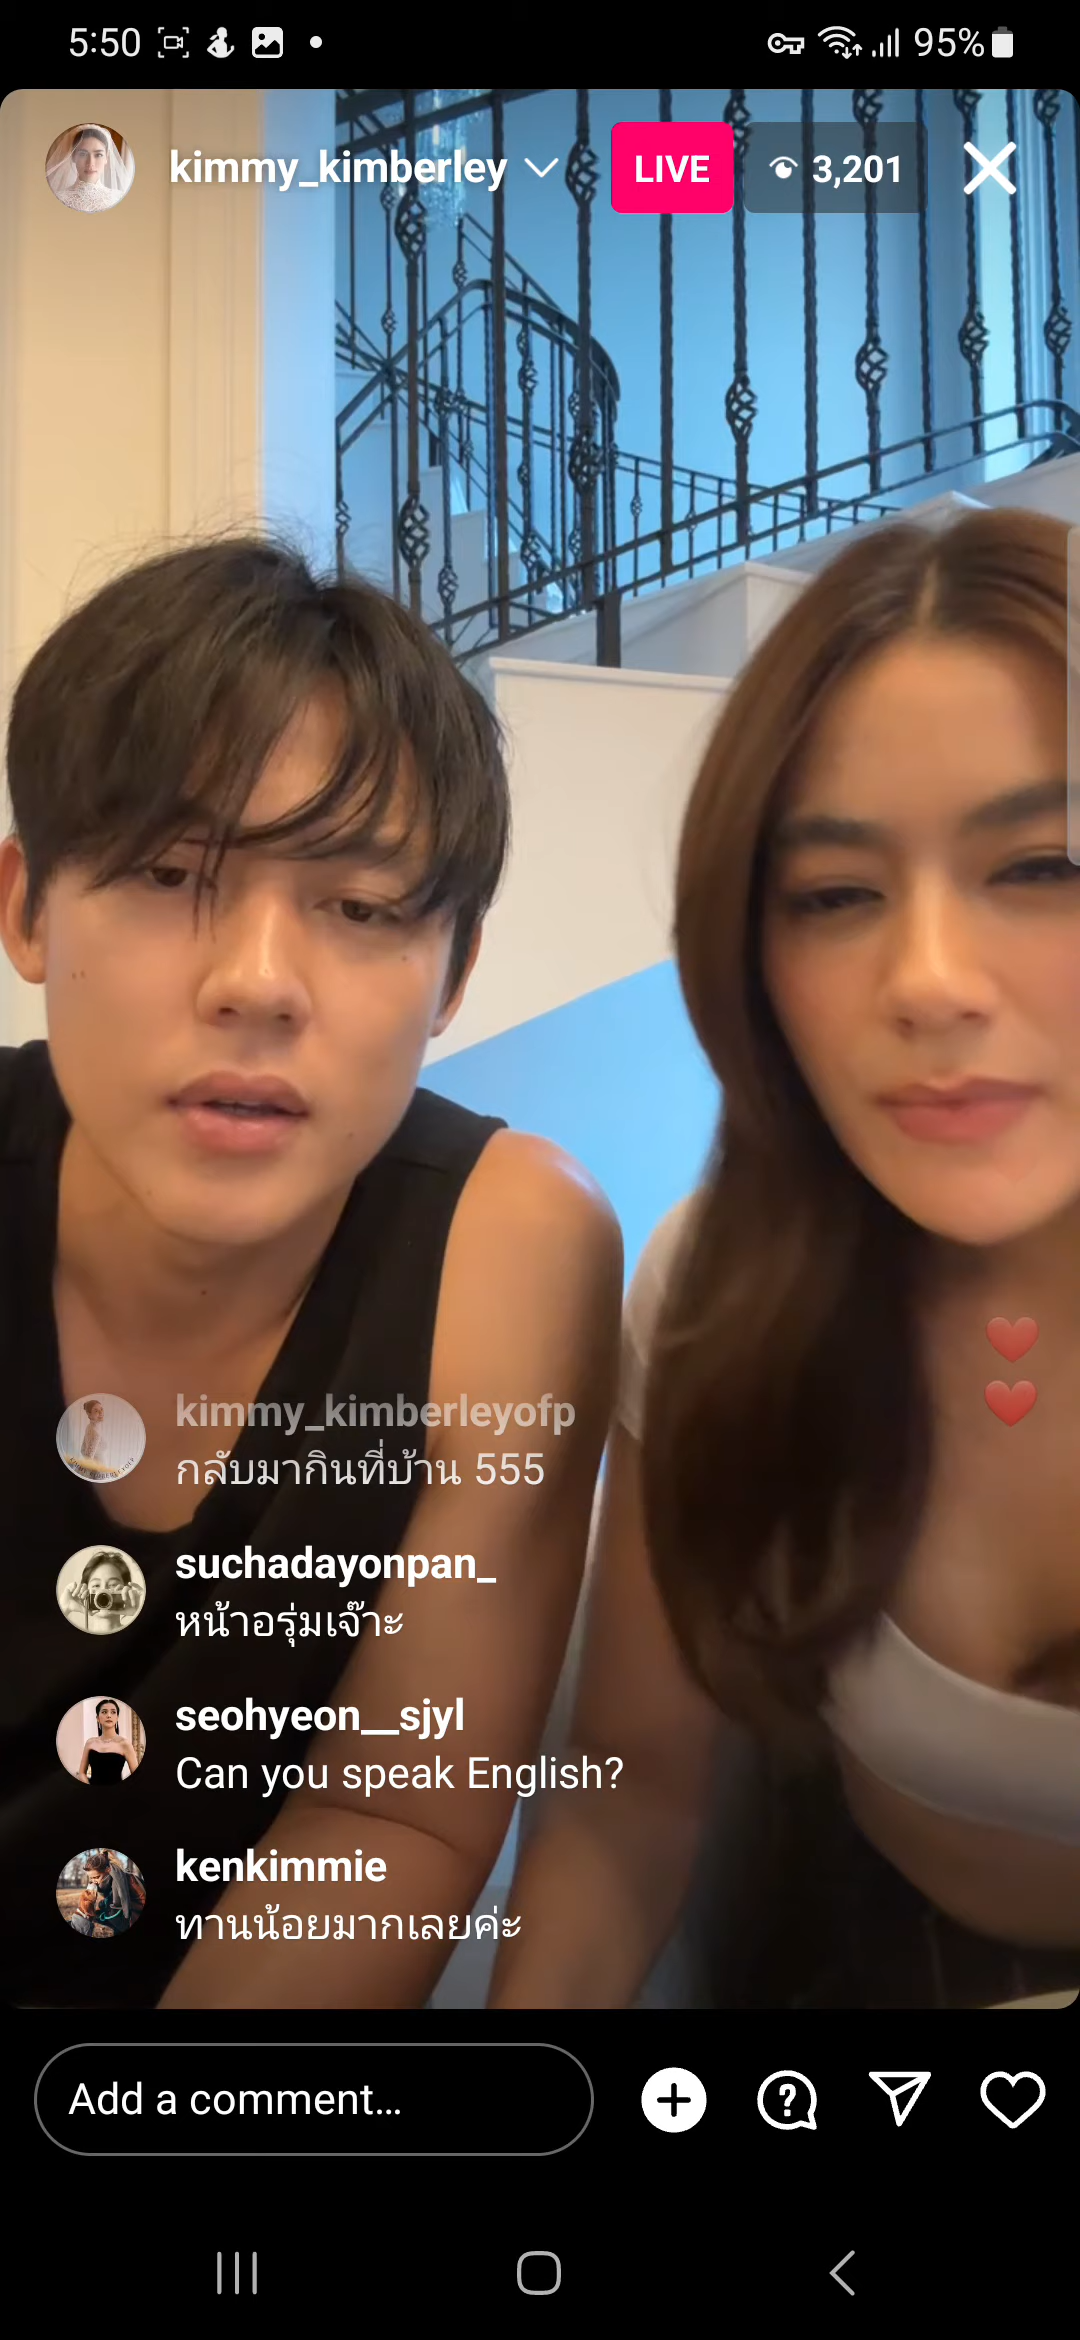 5:50
95%
kimmy_kimberley
LIVE
3,201
kimmy_kimberleyofp
กลับมากินที่บ้าน 555
suchadayonpan_
หน้าอรุ่มเจ๊าะ
seohyeon__sjyl
Can you speak English?
kenkimmie
ทานน้อยมากเลยค่ะ
Add a comment...